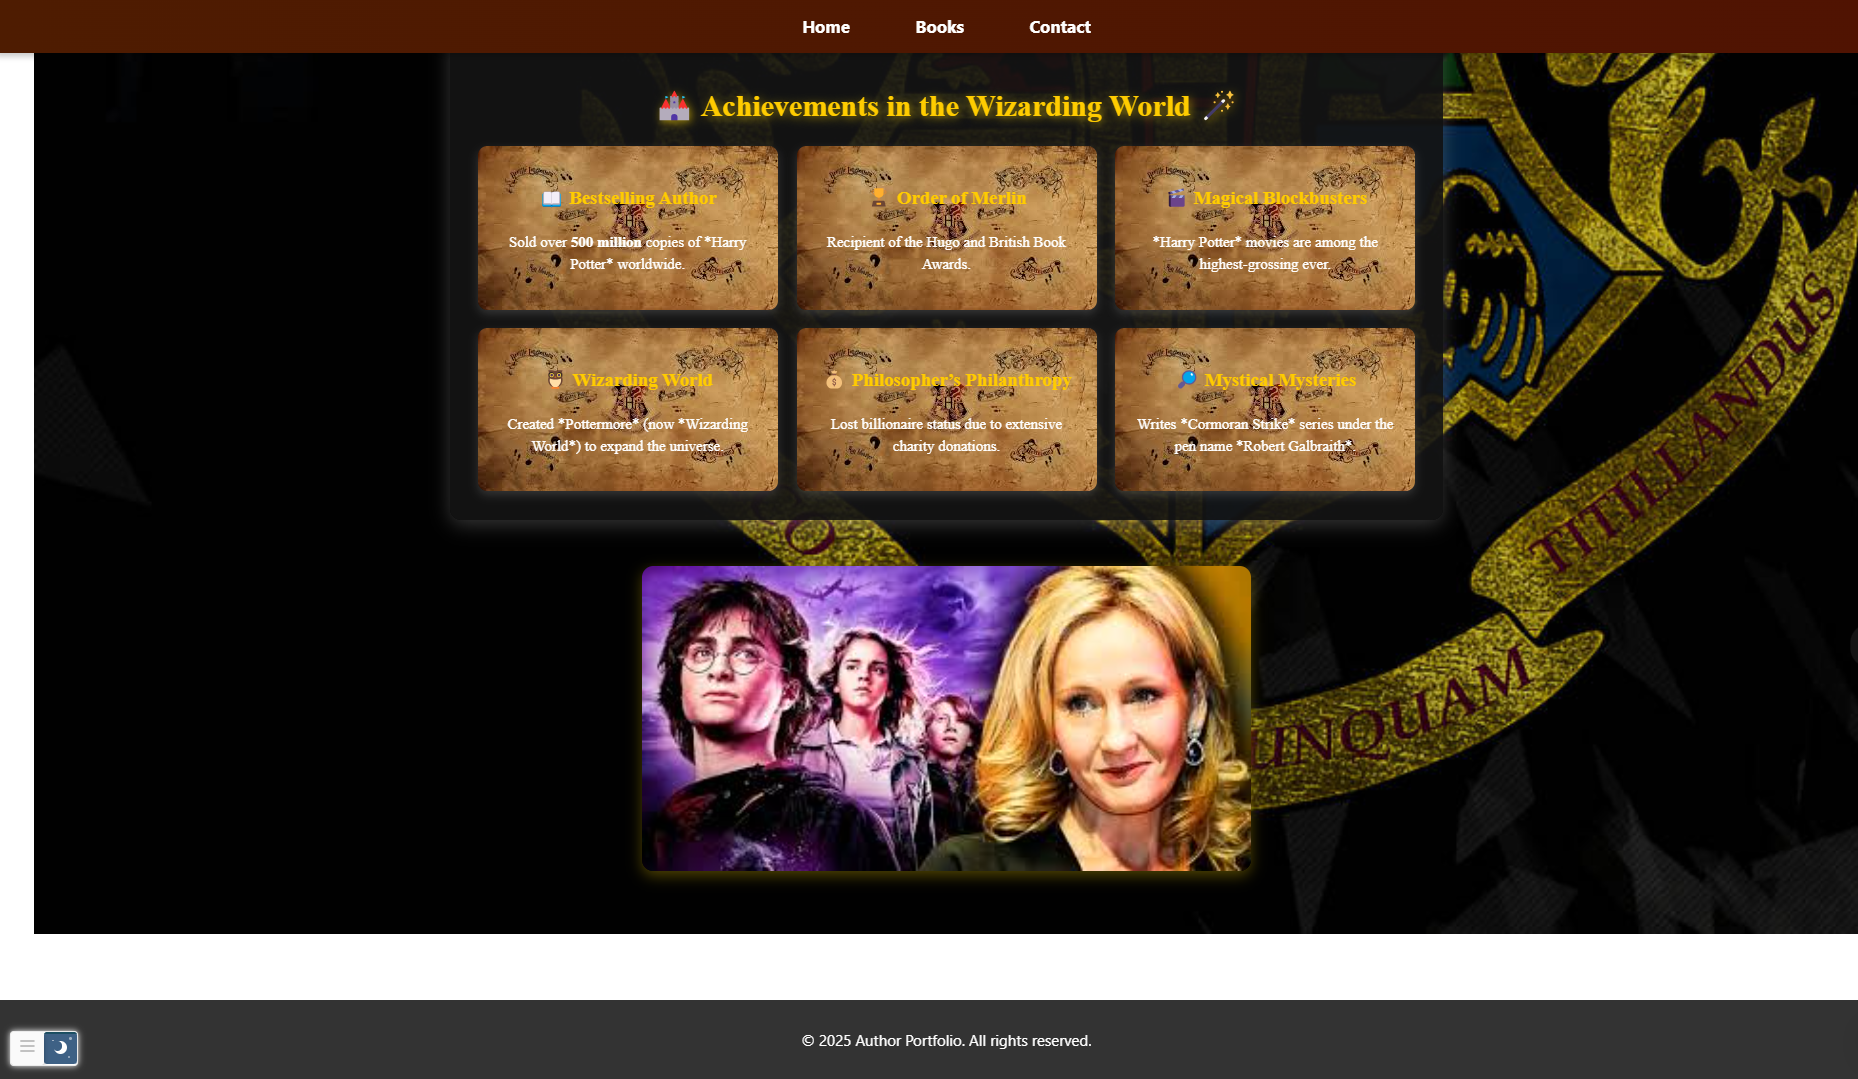 Home Books Contact
Achievements in the Wizarding World
Bestselling Author
Sold over 500 million copies of *Harry
Potter* worldwide.
Order of Merlin
Recipient of the Hugo and British Book
Awards.
Magical Blockbusters
*Harry Potter* movies are among the
highest-grossing ever.
Wizarding World
Created *Pottermore* (now *Wizarding
World*) to expand the universe.
Philosopher's Philanthropy
Lost billionaire status due to extensive
charity donations.
Mystical Mysteries
Writes *Cormoran Strike* series under the
pen name *Robert Galbraith*
TITILLANDUS
UNQUAM
© 2025 Author Portfolio. All rights reserved.